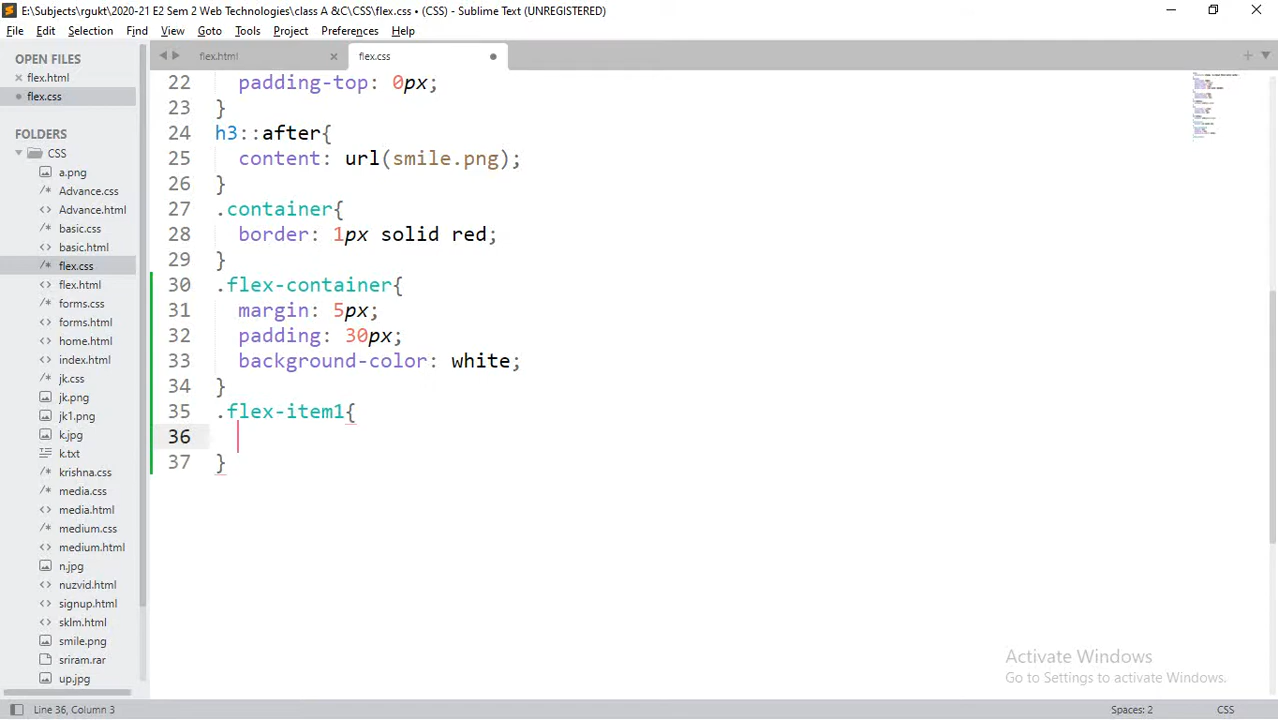 E:\Subjects\rgukt\2020-21 E2 Sem 2 Web Technologies\class A &C\CSS\flex.css • (CSS) - Sublime Text (UNREGISTERED)
File Edit Selection Find View Goto Tools Project Preferences Help
OPEN FILES
flex.html
flex.css
FOLDERS
CSS
a.png
/* Advance.css
<> Advance.html
/* basic.css
<> basic.html
/* flex.css
<> flex.html
/* forms.css
<> forms.html
<> home.html
<> index.html
/* jk.css
jk.png
jk1.png
k.jpg
k.txt
/* krishna.css
/* media.css
<> media.html
/* medium.css
<> medium.html
n.jpg
<> nuzvid.html
<> signup.html
<> sklm.html
smile.png
sriram.rar
up.jpg
flex.html flex.css
22 padding-top: 0px;
23 }
24 h3::after{
25 content: url(smile.png);
26 }
27 .container{
28 border: 1px solid red;
29 }
30 .flex-container{
31 margin: 5px;
32 padding: 30px;
33 background-color: white;
34 }
35 .flex-item1{
36
37 }
Activate Windows
Go to Settings to activate Windows.
Line 36, Column 3 Spaces: 2 CSS